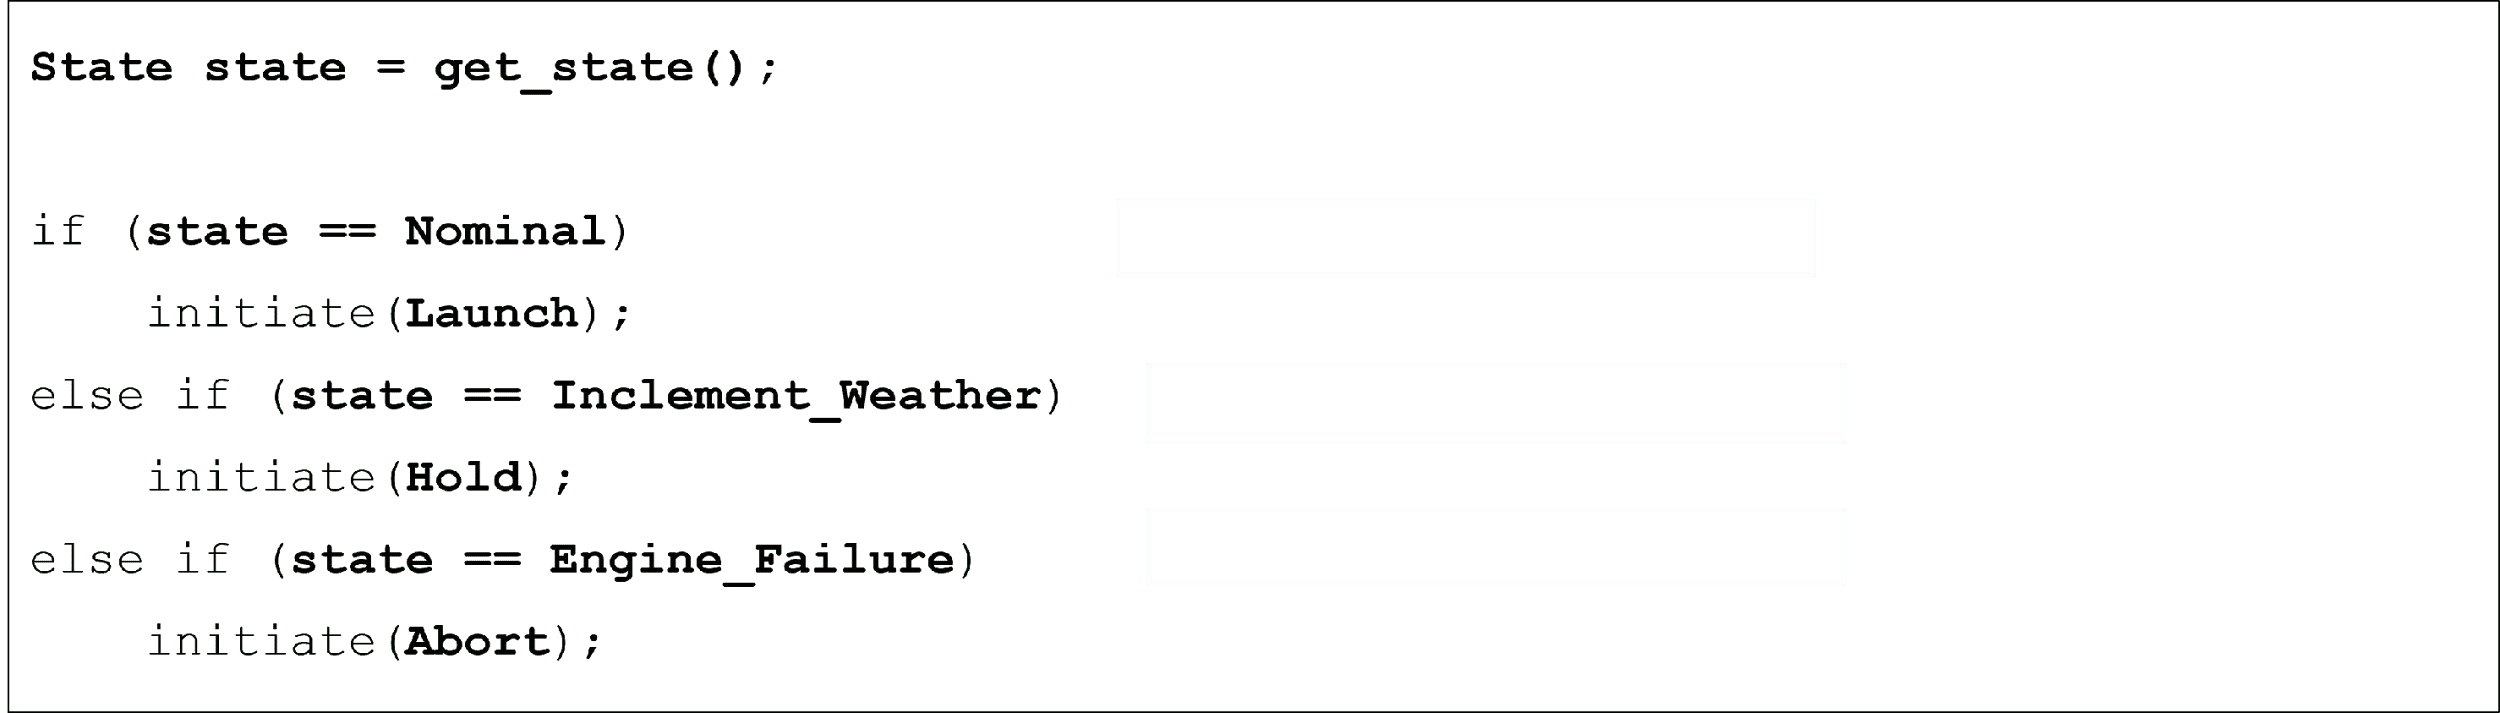 State state = get_state();
if (state == Nominal)
initiate(Launch);
else if (state == Inclement_Weather)
initiate(Hold);
else if (state == Engine_Failure)
initiate(Abort);